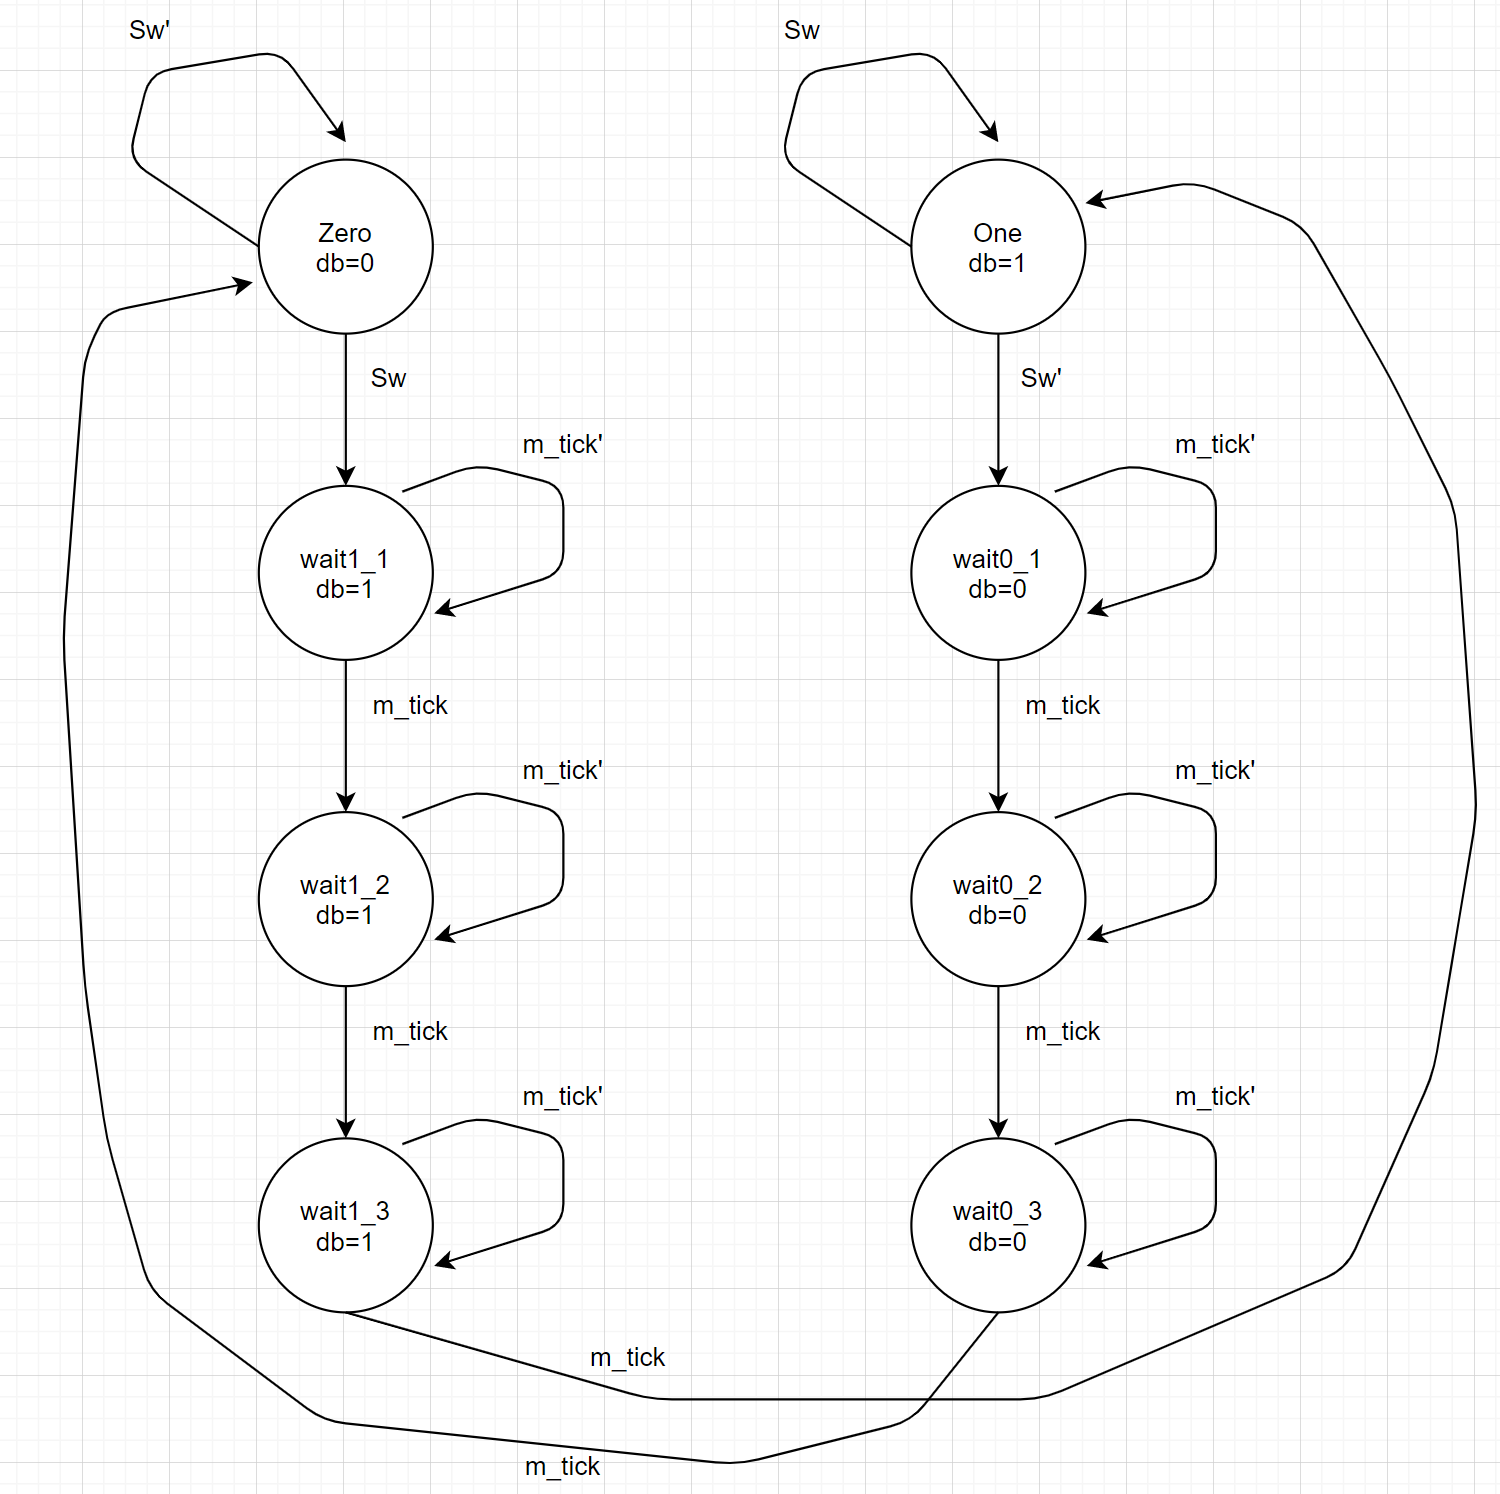 Sw'
Sw
Zero
db=0
One
db=1
Sw
Sw'
m_tick'
m_tick'
wait1_1
db=1
wait0_1
db=0
m_tick
m_tick
m_tick'
m_tick'
wait1_2
db=1
wait0_2
db=0
m_tick
m_tick
m_tick'
m_tick'
wait1_3
db=1
wait0_3
db=0
m_tick
m_tick